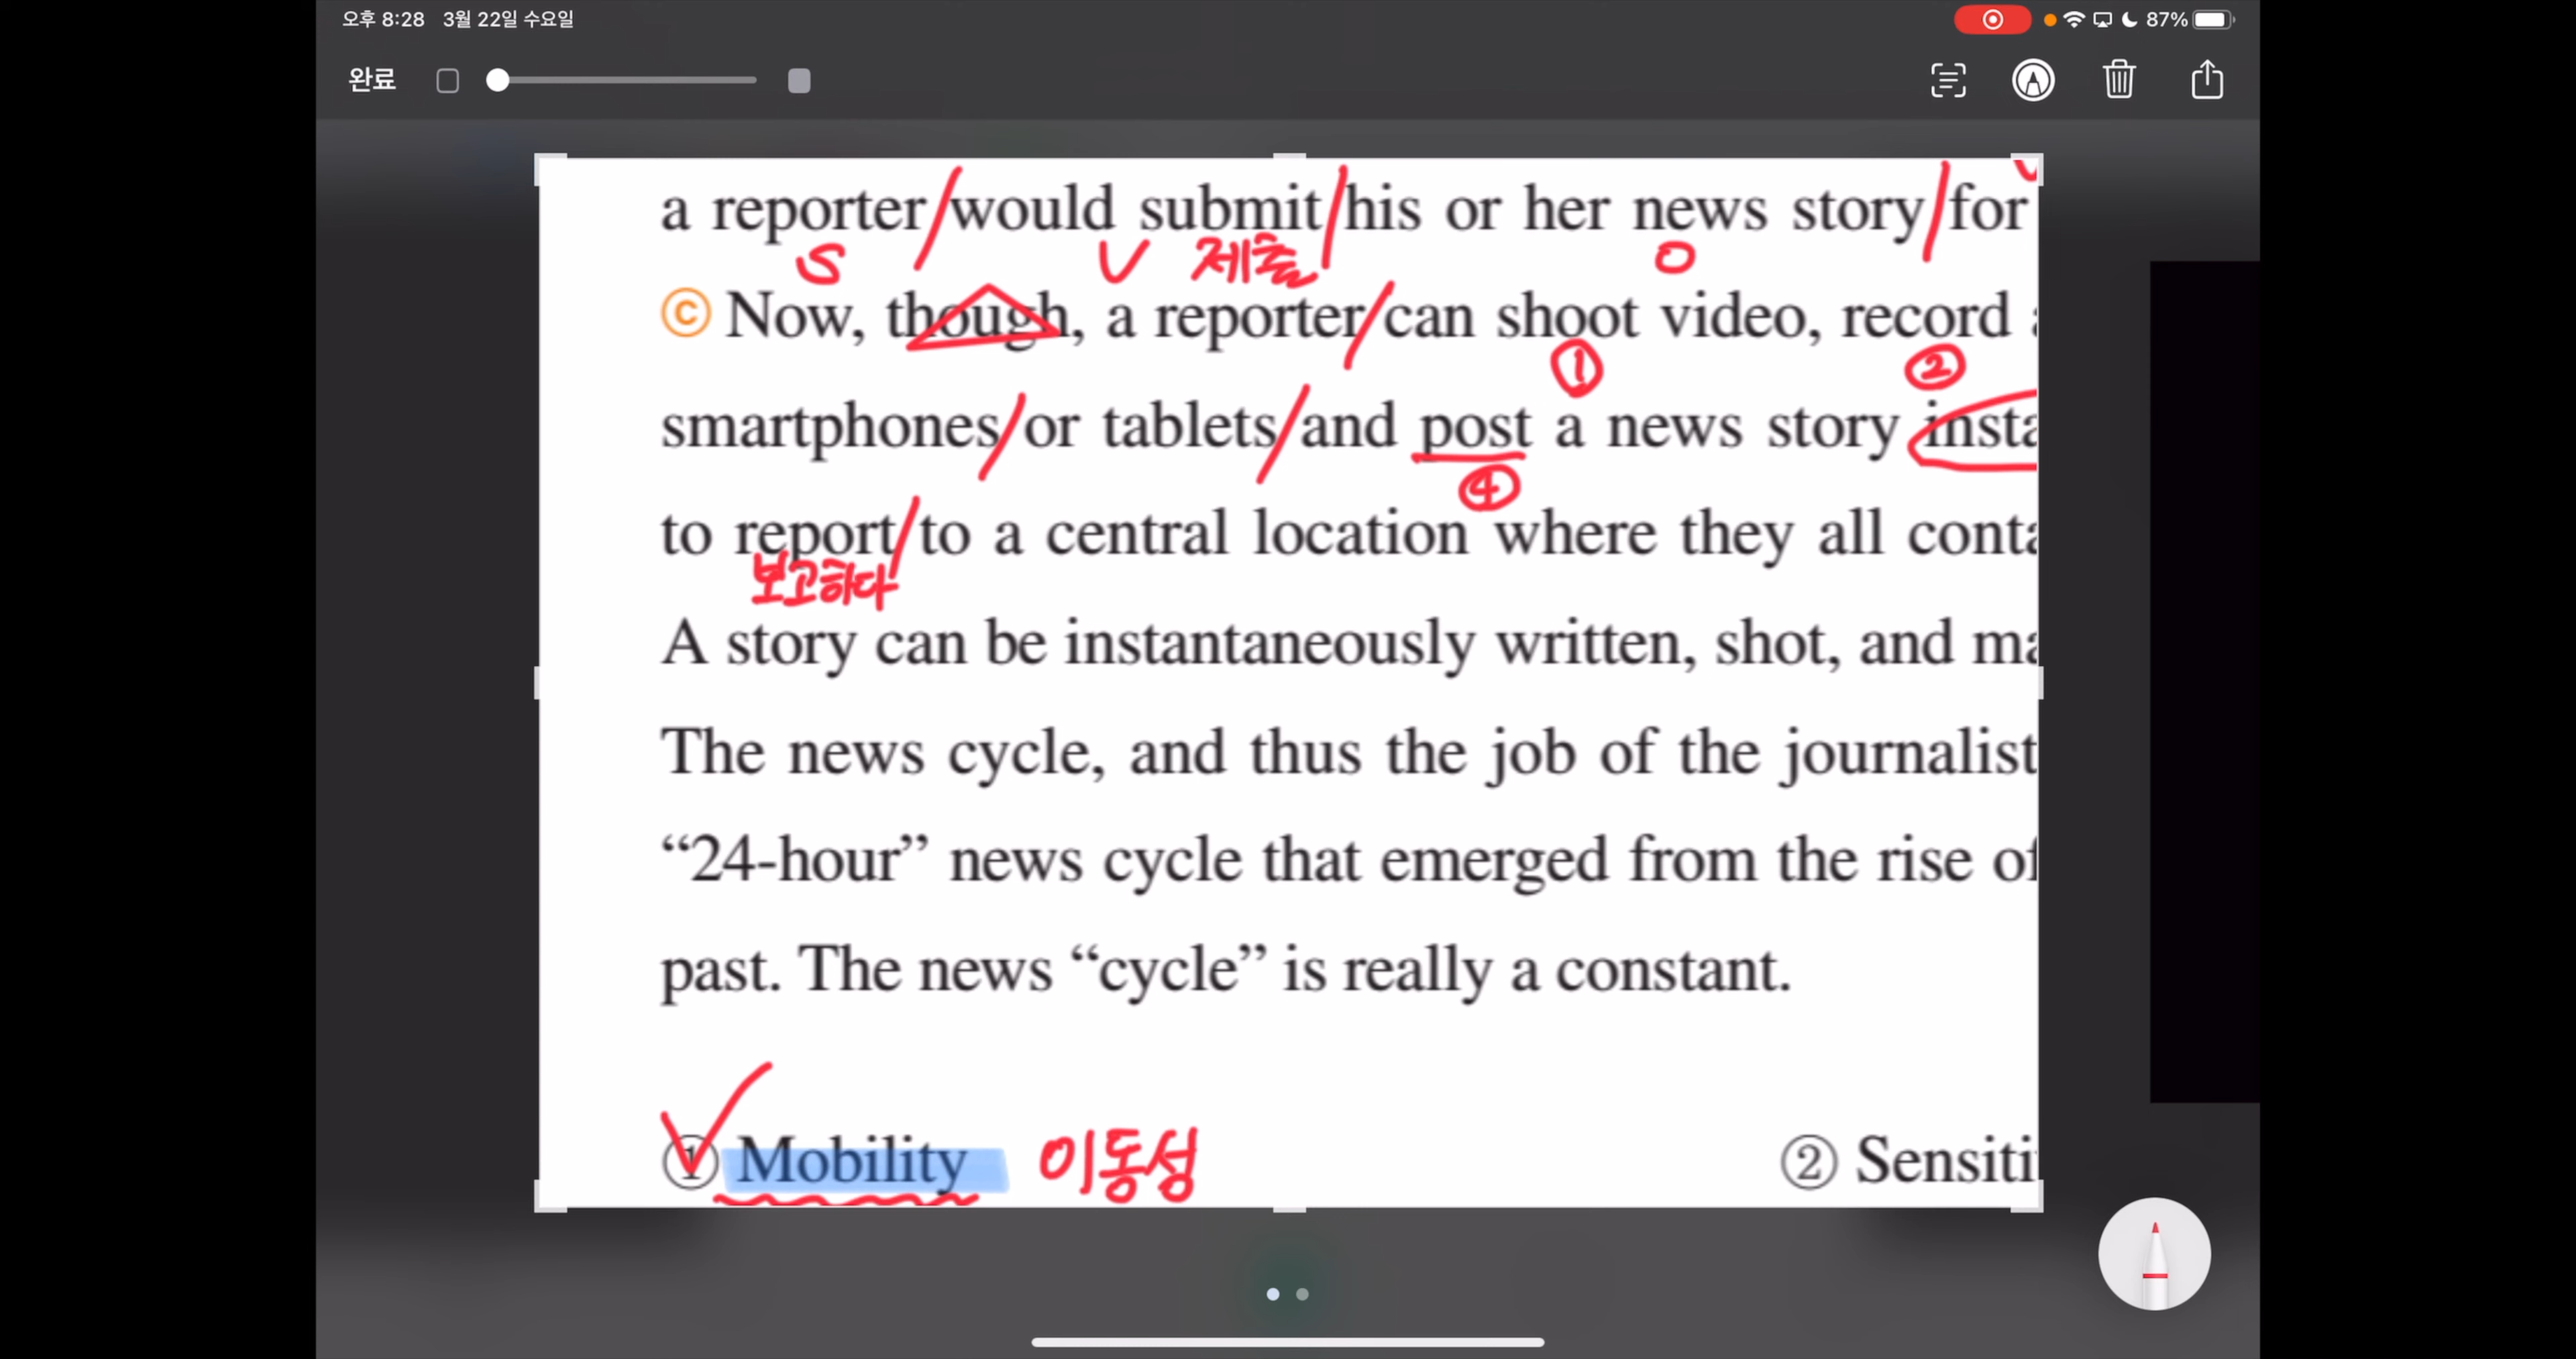 오후 8:28 3월 22일 수요일 87%
완료
a reporter/would submit/his or her news story/for
S V 제출 O
ⓒ Now, though, a reporter/can shoot video, record
① ②
smartphones/or tablets/and post a news story insta
④
to report/to a central location where they all conta
보고하다
A story can be instantaneously written, shot, and ma
The news cycle, and thus the job of the journalist
“24-hour” news cycle that emerged from the rise of
past. The news “cycle” is really a constant.
① Mobility 이동성 ② Sensiti